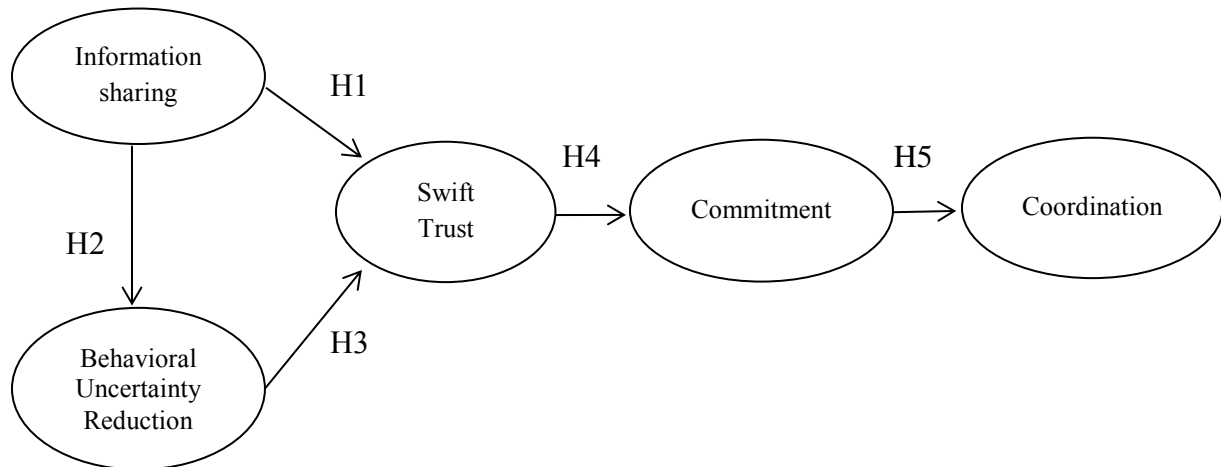 Information
sharing
H1
H2
Behavioral
Uncertainty
Reduction
H3
Swift
Trust
H4
Commitment
H5
Coordination